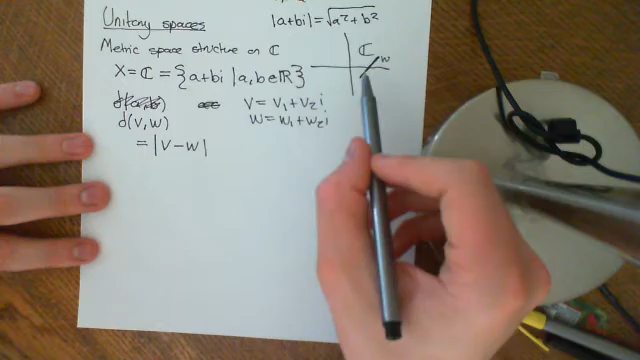 Unitary spaces
|a+bi| = √a²+b²
Metric space structure on ℂ
X = ℂ = {a+bi | a,b∈ℝ}
ℂ
w
v = v₁+v₂i
d(v,w)
w = w₁+w₂i
= |v−w|